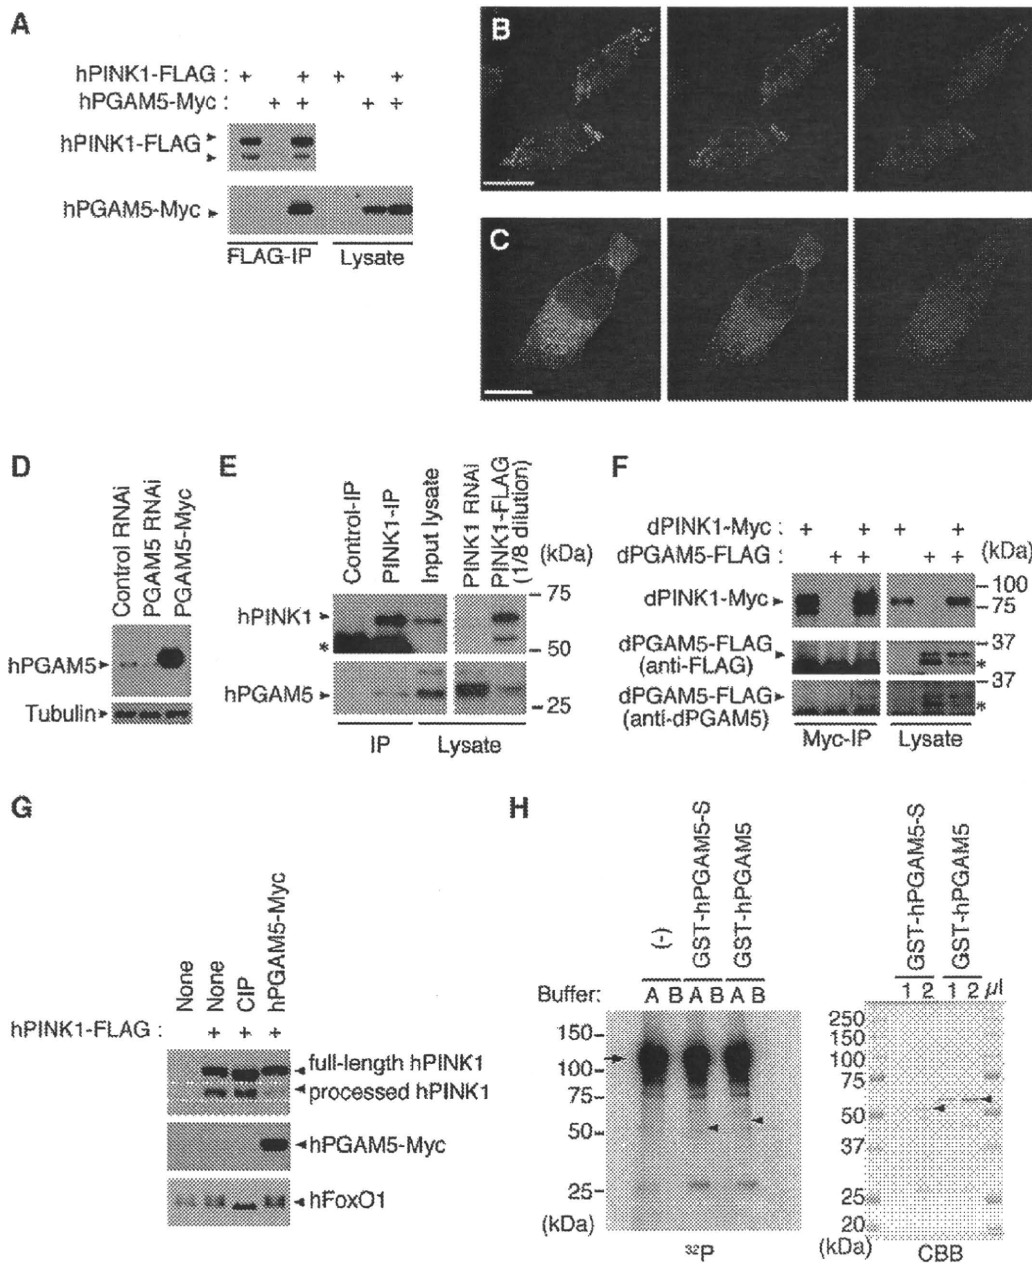 A
hPINK1-FLAG : + + + +
hPGAM5-Myc : + + + +
hPINK1-FLAG
hPGAM5-Myc
FLAG-IP Lysate
B
C
D
Control RNAi
PGAM5 RNAi
PGAM5-Myc
hPGAM5
Tubulin
E
Control-IP
PINK1-IP
Input lysate
PINK1 RNAi
PINK1-FLAG
(1/8 dilution)
(kDa)
hPINK1
75
* 50
hPGAM5
25
IP Lysate
F
dPINK1-Myc : + + + +
dPGAM5-FLAG : + + + + (kDa)
dPINK1-Myc
100
75
dPGAM5-FLAG
(anti-FLAG)
37
*
dPGAM5-FLAG
(anti-dPGAM5)
37
*
Myc-IP Lysate
G
None
None
CIP
hPGAM5-Myc
hPINK1-FLAG : + + +
full-length hPINK1
processed hPINK1
hPGAM5-Myc
hFoxO1
H
(-)
GST-hPGAM5-S
GST-hPGAM5
Buffer: A B A B A B
150
100
75
50
25
(kDa)
32P
GST-hPGAM5-S
GST-hPGAM5
1 2 1 2 µl
250
150
100
75
50
37
25
20
(kDa)
CBB